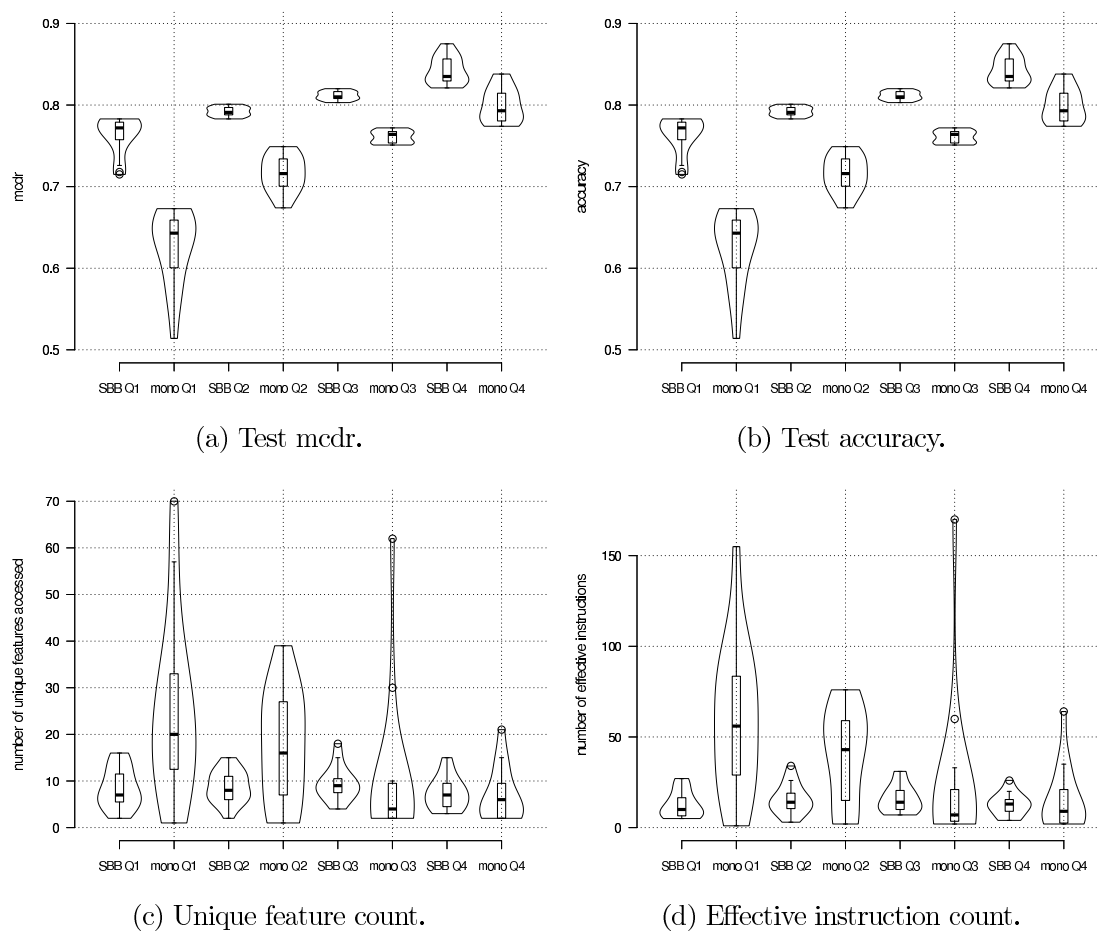 0.9
0.8
0.7
0.6
0.5
mcdr
SBB Q1 mono Q1 SBB Q2 mono Q2 SBB Q3 mono Q3 SBB Q4 mono Q4
(a) Test mcdr.
0.9
0.8
0.7
0.6
0.5
accuracy
SBB Q1 mono Q1 SBB Q2 mono Q2 SBB Q3 mono Q3 SBB Q4 mono Q4
(b) Test accuracy.
70
60
50
40
30
20
10
0
number of unique features accessed
SBB Q1 mono Q1 SBB Q2 mono Q2 SBB Q3 mono Q3 SBB Q4 mono Q4
(c) Unique feature count.
150
100
50
0
number of effective instructions
SBB Q1 mono Q1 SBB Q2 mono Q2 SBB Q3 mono Q3 SBB Q4 mono Q4
(d) Effective instruction count.